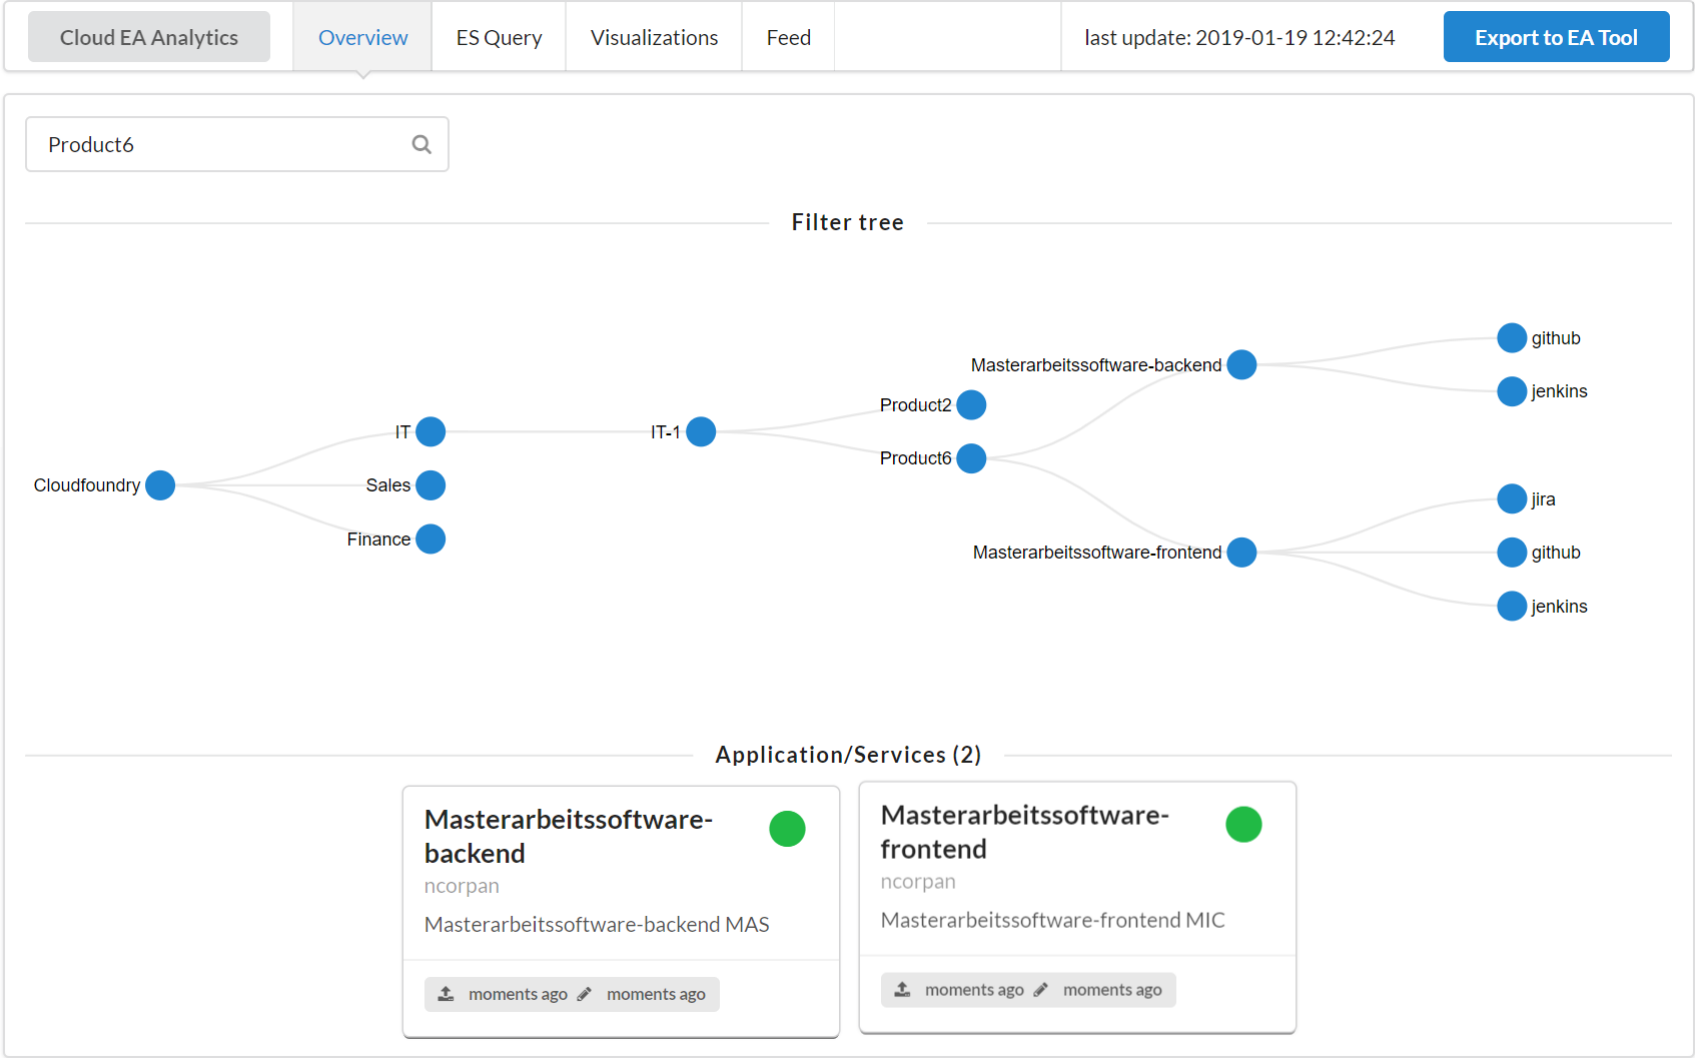 Cloud EA Analytics Overview ES Query Visualizations Feed last update: 2019-01-19 12:42:24 Export to EA Tool
Product6
Filter tree
github
Masterarbeitssoftware-backend
jenkins
Product2
IT
IT-1
Product6
Cloudfoundry
Sales
jira
Finance
Masterarbeitssoftware-frontend
github
jenkins
Application/Services (2)
Masterarbeitssoftware-
backend
ncorpan
Masterarbeitssoftware-backend MAS
moments ago moments ago
Masterarbeitssoftware-
frontend
ncorpan
Masterarbeitssoftware-frontend MIC
moments ago moments ago